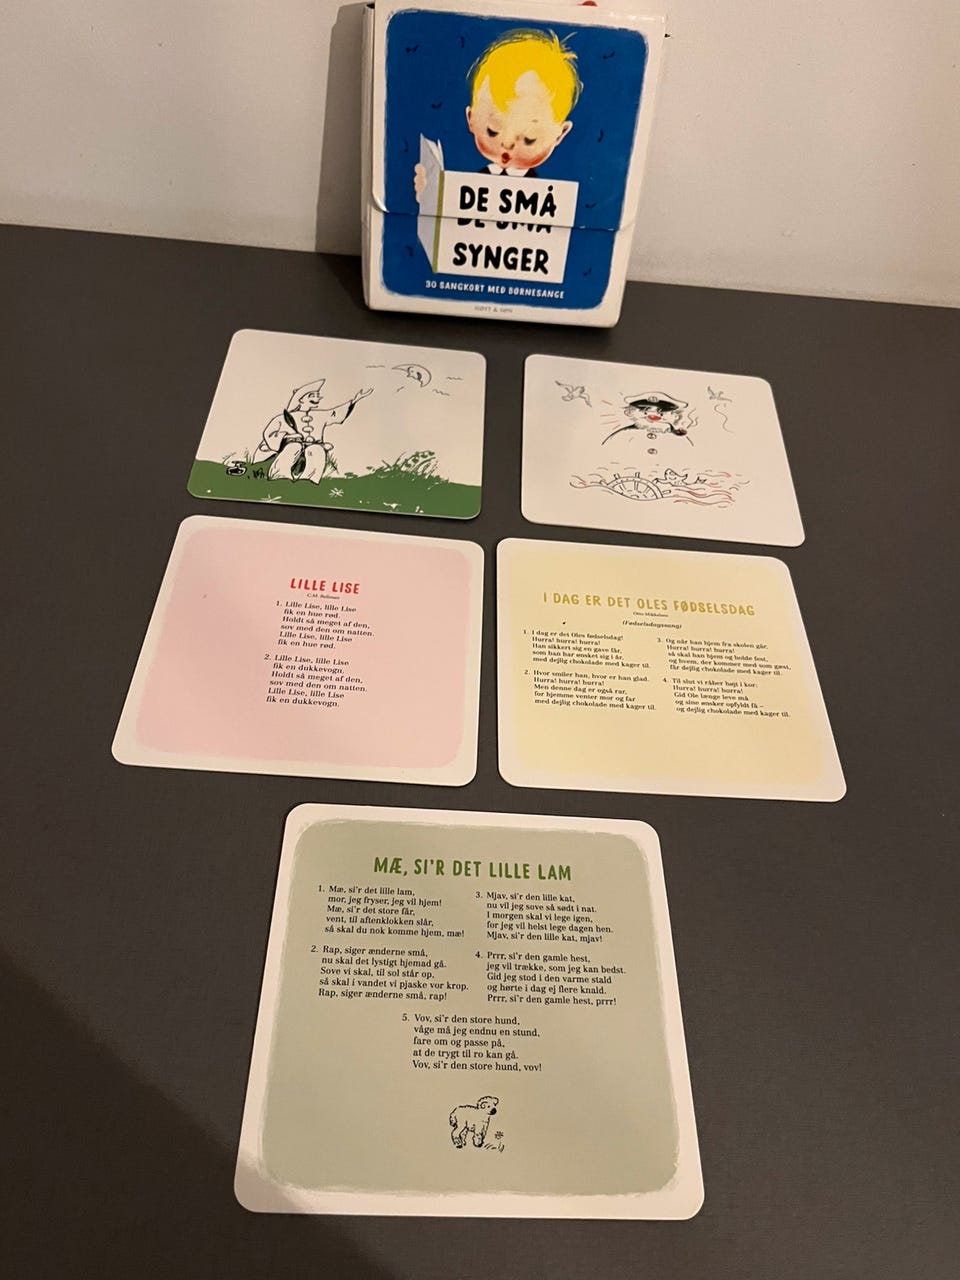 DE SMÅ
DE SMÅ
SYNGER
30 SANGKORT MED BØRNESANGE
LILLE LISE
C.M. Bellman
1. Lille Lise, lille Lise
fik en hue rød.
Holdt så meget af den,
sov med den om natten.
Lille Lise, lille Lise
fik en hue rød.
2. Lille Lise, lille Lise
fik en dukkevogn.
Holdt så meget af den,
sov med den om natten.
Lille Lise, lille Lise
fik en dukkevogn.
I DAG ER DET OLES FØDSELSDAG
Otto Mikkelsen
(Fødselsdagssang)
1. I dag er det Oles fødselsdag!
Hurra! hurra! hurra!
Han sikkert sig en gave får,
som han har ønsket sig i år,
med dejlig chokolade med kager til.
2. Hvor smiler han, hvor er han glad.
Hurra! hurra! hurra!
Men denne dag er også rar,
for hjemme venter mor og far
med dejlig chokolade med kager til.
3. Og når han hjem fra skolen går,
Hurra! hurra! hurra!
så skal han hjem og holde fest,
og hvem, der kommer med som gæst,
får dejlig chokolade med kager til.
4. Til slut vi råber højt i kor:
Hurra! hurra! hurra!
Gid Ole længe leve må
og sine ønsker opfyldt få –
og dejlig chokolade med kager til.
MÆ, SI'R DET LILLE LAM
1. Mæ, si'r det lille lam,
mor, jeg fryser, jeg vil hjem!
Mæ, si'r det store får,
vent, til aftenklokken slår,
så skal du nok komme hjem, mæ!
2. Rap, siger ænderne små,
nu skal det lystigt hjemad gå.
Sove vi skal, til sol står op,
så skal i vandet vi pjaske vor krop.
Rap, siger ænderne små, rap!
3. Mjav, si'r den lille kat,
nu vil jeg sove så sødt i nat.
I morgen skal vi lege igen,
for jeg vil helst lege dagen hen.
Mjav, si'r den lille kat, mjav!
4. Prrr, si'r den gamle hest,
jeg vil trække, som jeg kan bedst.
Gid jeg stod i den varme stald
og hørte i dag ej flere knald.
Prrr, si'r den gamle hest, prrr!
5. Vov, si'r den store hund,
våge må jeg endnu en stund,
fare om og passe på,
at de trygt til ro kan gå.
Vov, si'r den store hund, vov!